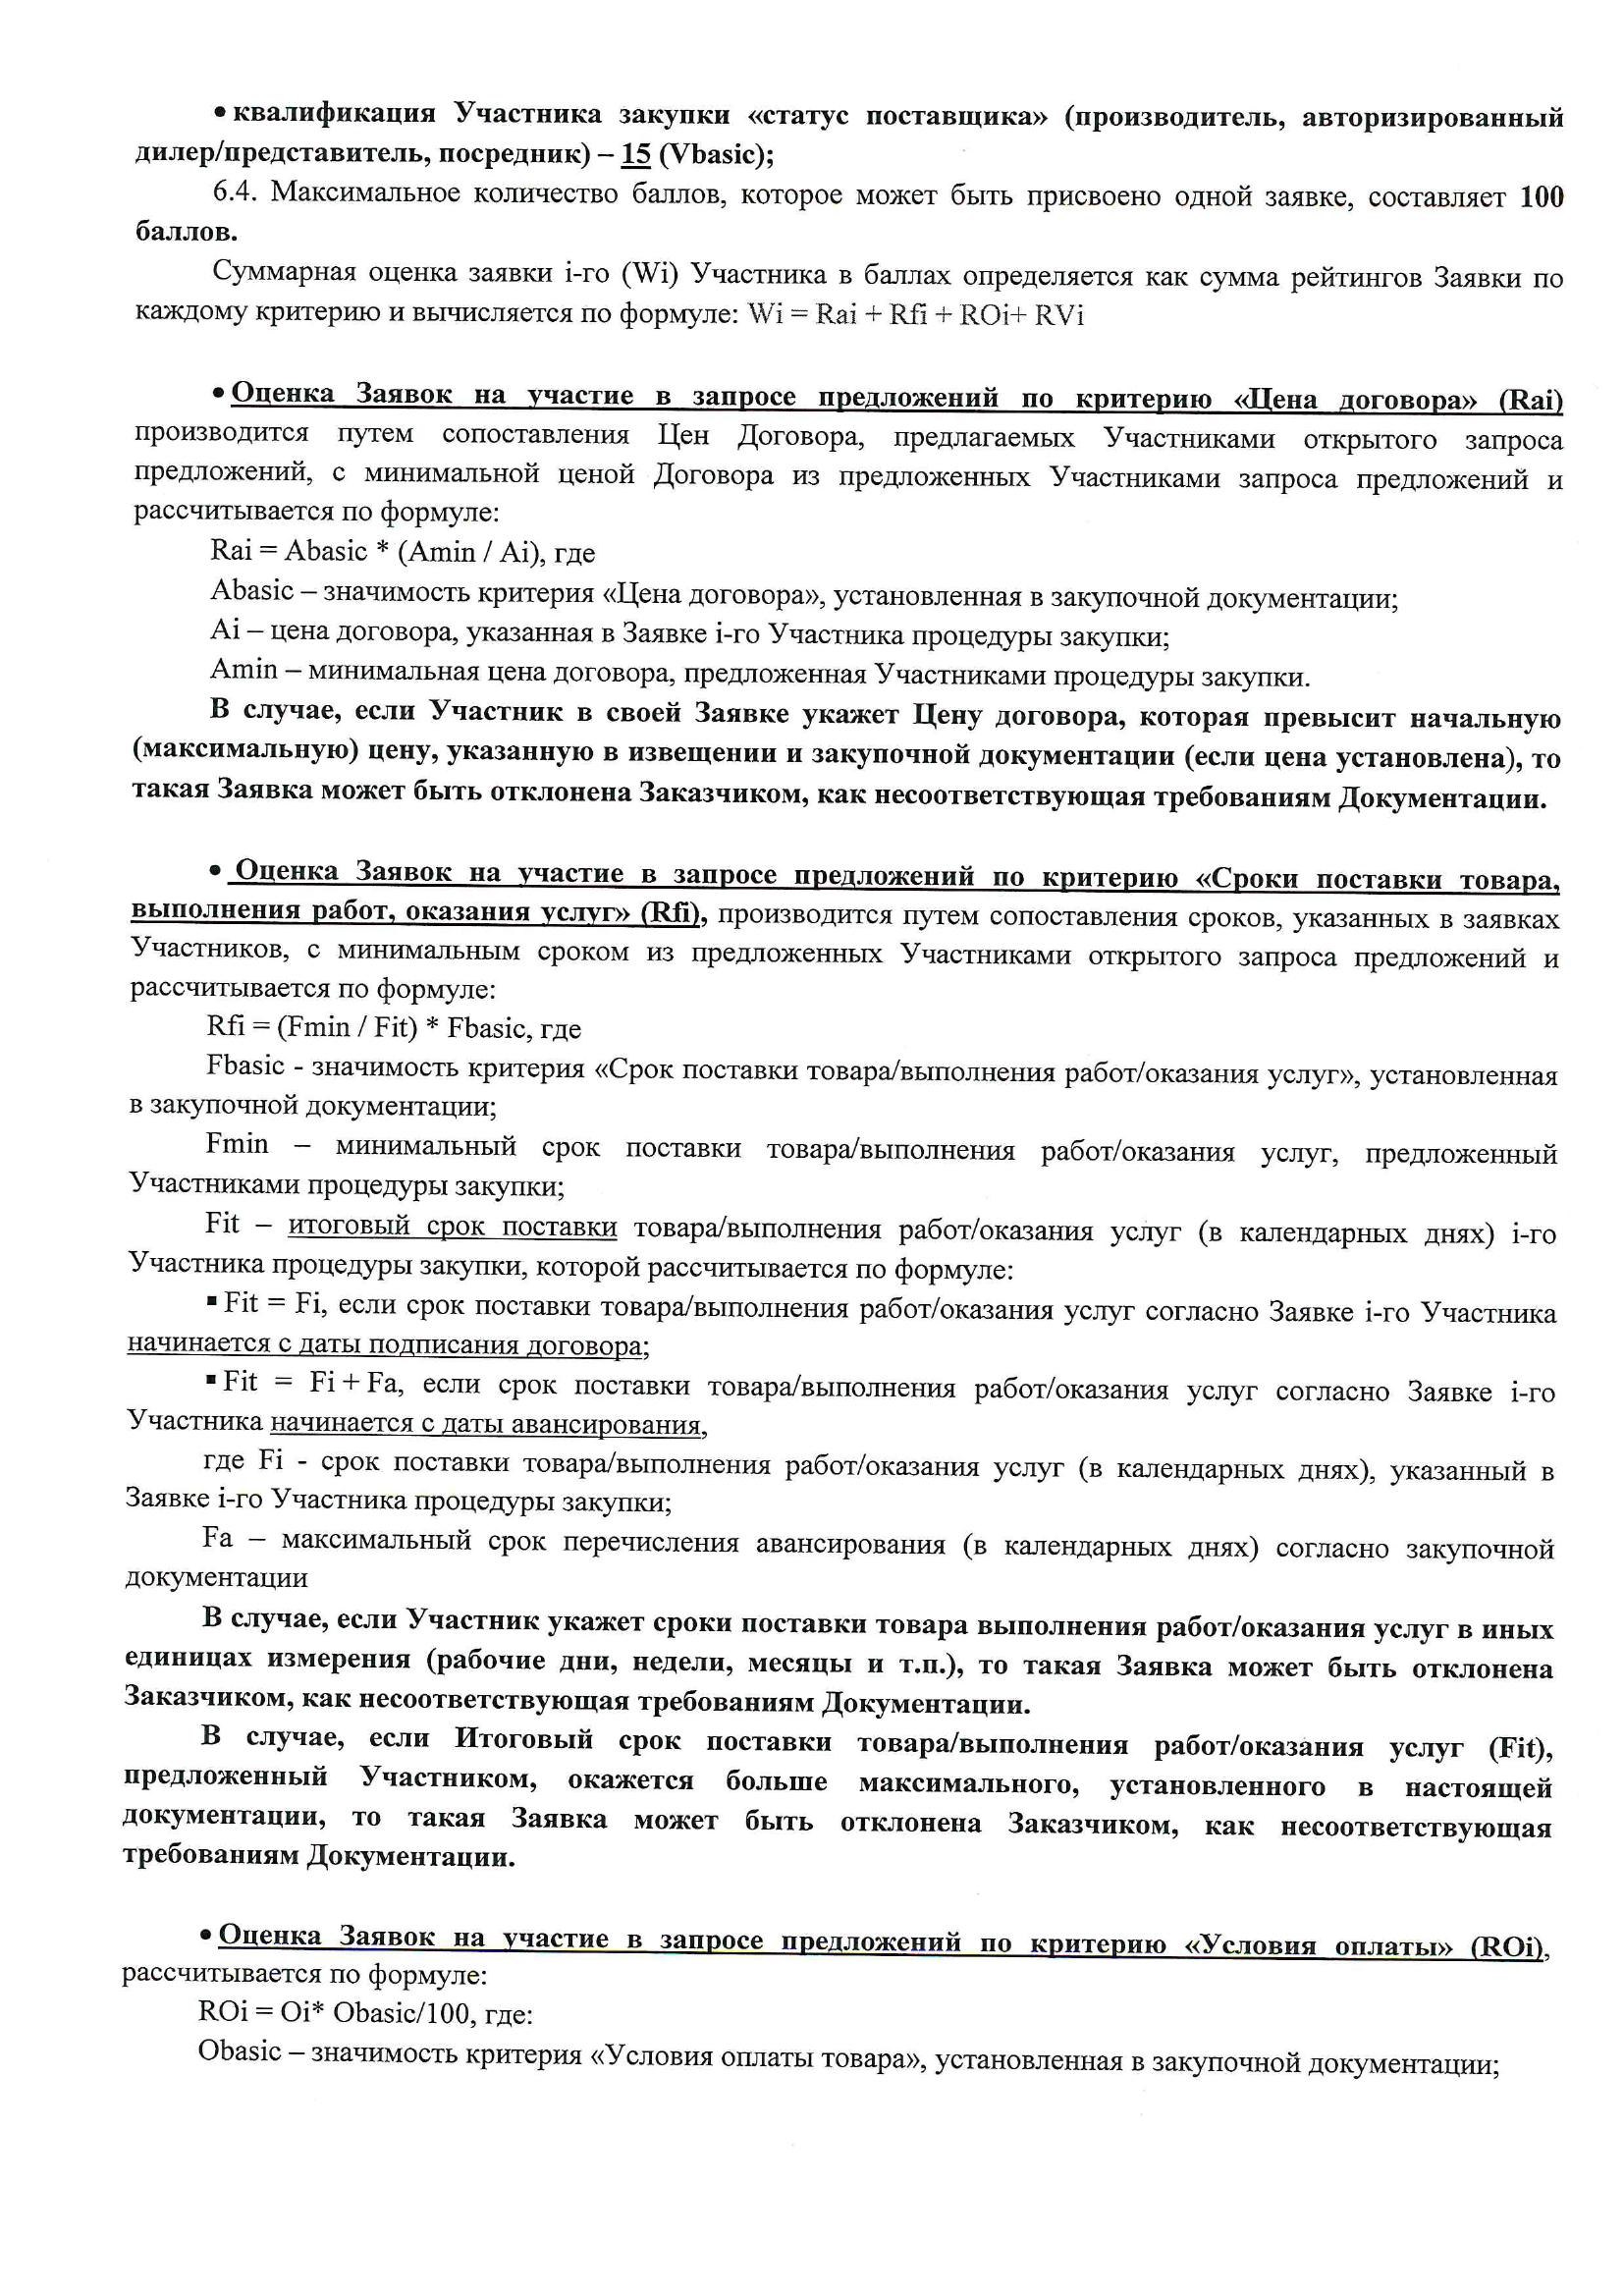 • квалификация Участника закупки «статус поставщика» (производитель, авторизированный
дилер/представитель, посредник) – 15 (Vbasic);
6.4. Максимальное количество баллов, которое может быть присвоено одной заявке, составляет 100
баллов.
Суммарная оценка заявки i-го (Wi) Участника в баллах определяется как сумма рейтингов Заявки по
каждому критерию и вычисляется по формуле: Wi = Rai + Rfi + ROi+ RVi
• Оценка Заявок на участие в запросе предложений по критерию «Цена договора» (Rai)
производится путем сопоставления Цен Договора, предлагаемых Участниками открытого запроса
предложений, с минимальной ценой Договора из предложенных Участниками запроса предложений и
рассчитывается по формуле:
Rai = Abasic * (Amin / Ai), где
Abasic – значимость критерия «Цена договора», установленная в закупочной документации;
Ai – цена договора, указанная в Заявке i-го Участника процедуры закупки;
Amin – минимальная цена договора, предложенная Участниками процедуры закупки.
В случае, если Участник в своей Заявке укажет Цену договора, которая превысит начальную
(максимальную) цену, указанную в извещении и закупочной документации (если цена установлена), то
такая Заявка может быть отклонена Заказчиком, как несоответствующая требованиям Документации.
• Оценка Заявок на участие в запросе предложений по критерию «Сроки поставки товара,
выполнения работ, оказания услуг» (Rfi), производится путем сопоставления сроков, указанных в заявках
Участников, с минимальным сроком из предложенных Участниками открытого запроса предложений и
рассчитывается по формуле:
Rfi = (Fmin / Fit) * Fbasic, где
Fbasic - значимость критерия «Срок поставки товара/выполнения работ/оказания услуг», установленная
в закупочной документации;
Fmin – минимальный срок поставки товара/выполнения работ/оказания услуг, предложенный
Участниками процедуры закупки;
Fit – итоговый срок поставки товара/выполнения работ/оказания услуг (в календарных днях) i-го
Участника процедуры закупки, которой рассчитывается по формуле:
▪ Fit = Fi, если срок поставки товара/выполнения работ/оказания услуг согласно Заявке i-го Участника
начинается с даты подписания договора;
▪ Fit = Fi + Fa, если срок поставки товара/выполнения работ/оказания услуг согласно Заявке i-го
Участника начинается с даты авансирования,
где Fi - срок поставки товара/выполнения работ/оказания услуг (в календарных днях), указанный в
Заявке i-го Участника процедуры закупки;
Fa – максимальный срок перечисления авансирования (в календарных днях) согласно закупочной
документации
В случае, если Участник укажет сроки поставки товара выполнения работ/оказания услуг в иных
единицах измерения (рабочие дни, недели, месяцы и т.п.), то такая Заявка может быть отклонена
Заказчиком, как несоответствующая требованиям Документации.
В случае, если Итоговый срок поставки товара/выполнения работ/оказания услуг (Fit),
предложенный Участником, окажется больше максимального, установленного в настоящей
документации, то такая Заявка может быть отклонена Заказчиком, как несоответствующая
требованиям Документации.
• Оценка Заявок на участие в запросе предложений по критерию «Условия оплаты» (ROi),
рассчитывается по формуле:
ROi = Oi* Obasic/100, где:
Obasic – значимость критерия «Условия оплаты товара», установленная в закупочной документации;